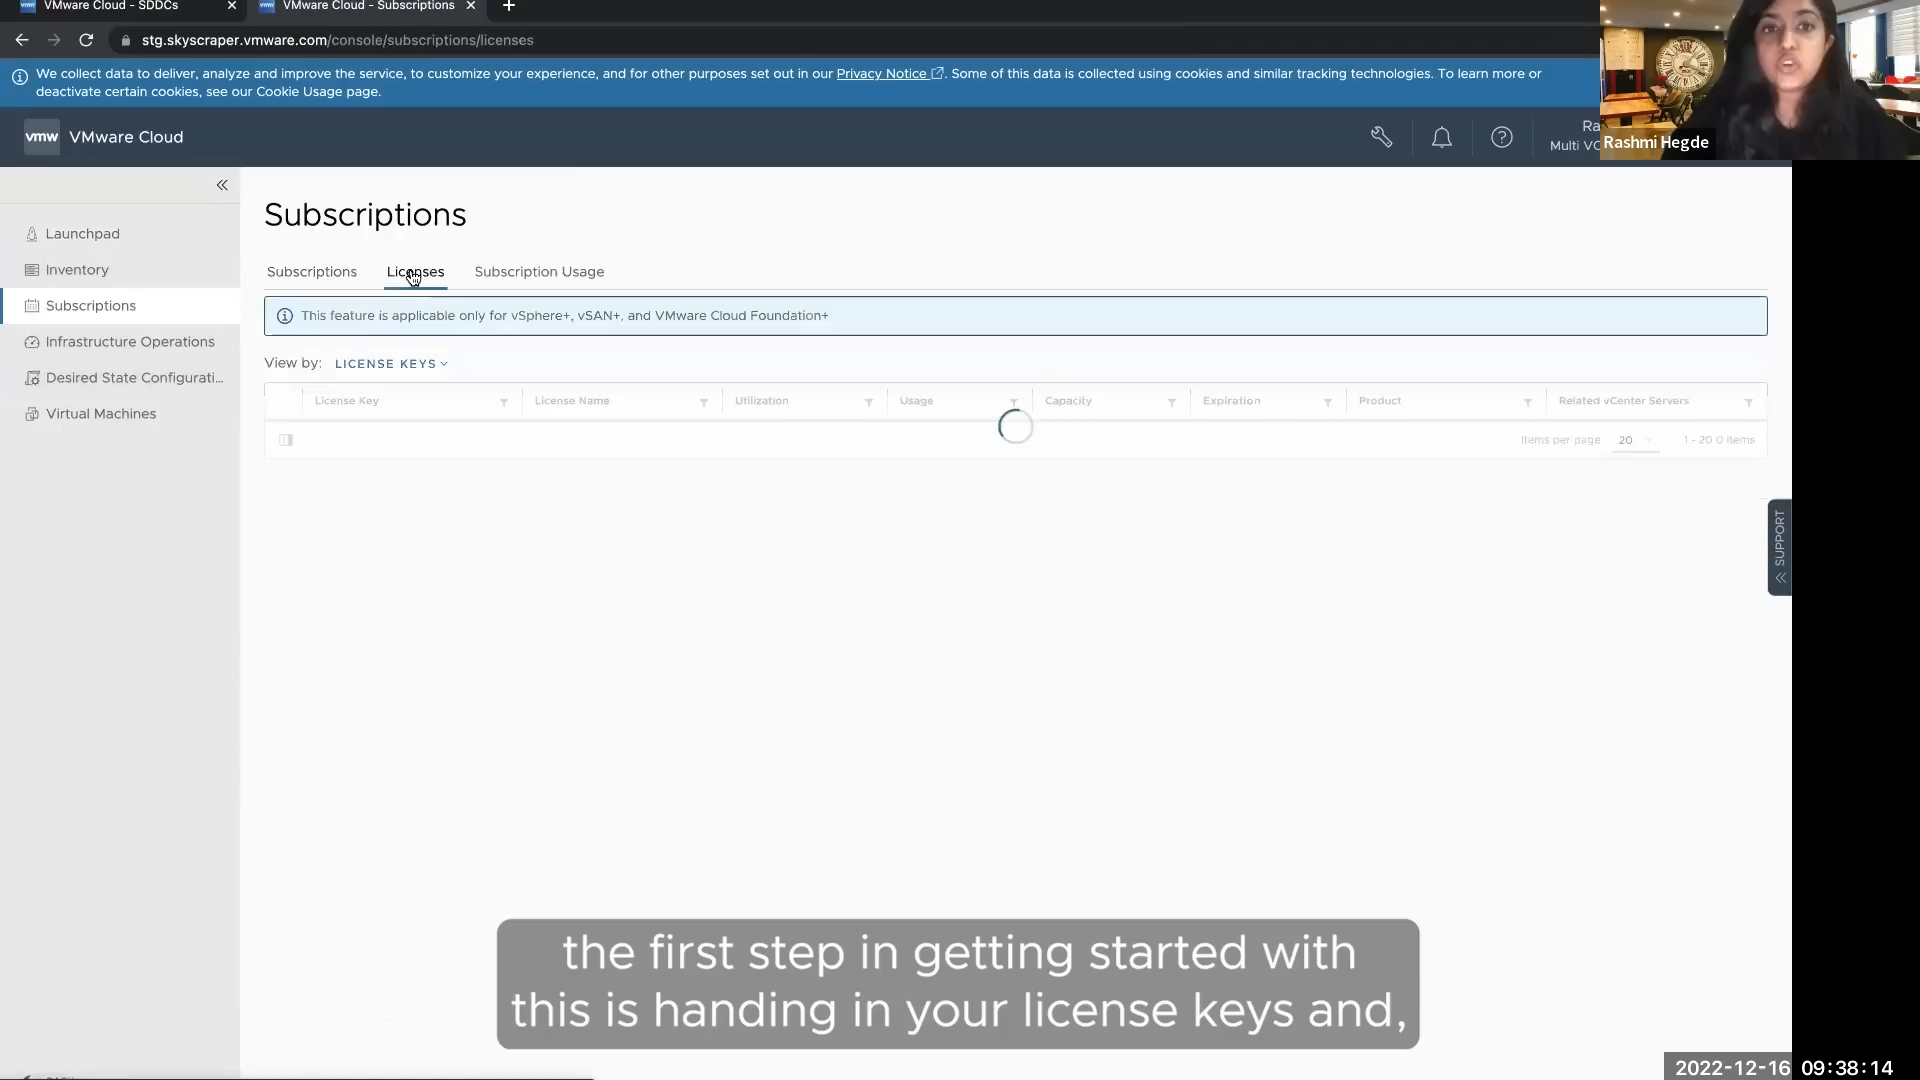 VMware Cloud - SDDCs
VMware Cloud - Subscriptions
stg.skyscraper.vmware.com/console/subscriptions/licenses
We collect data to deliver, analyze and improve the service, to customize your experience, and for other purposes set out in our Privacy Notice. Some of this data is collected using cookies and similar tracking technologies. To learn more or
deactivate certain cookies, see our Cookie Usage page.
vmw VMware Cloud
Ra
Multi VC
Rashmi Hegde
Launchpad
Inventory
Subscriptions
Infrastructure Operations
Desired State Configurati...
Virtual Machines
Subscriptions
Subscriptions Licenses Subscription Usage
This feature is applicable only for vSphere+, vSAN+, and VMware Cloud Foundation+
View by: LICENSE KEYS
License Key License Name Utilization Usage Capacity Expiration Product Related vCenter Servers
Items per page 20 1 - 20 0 items
SUPPORT
the first step in getting started with
this is handing in your license keys and,
2022-12-16 09:38:14